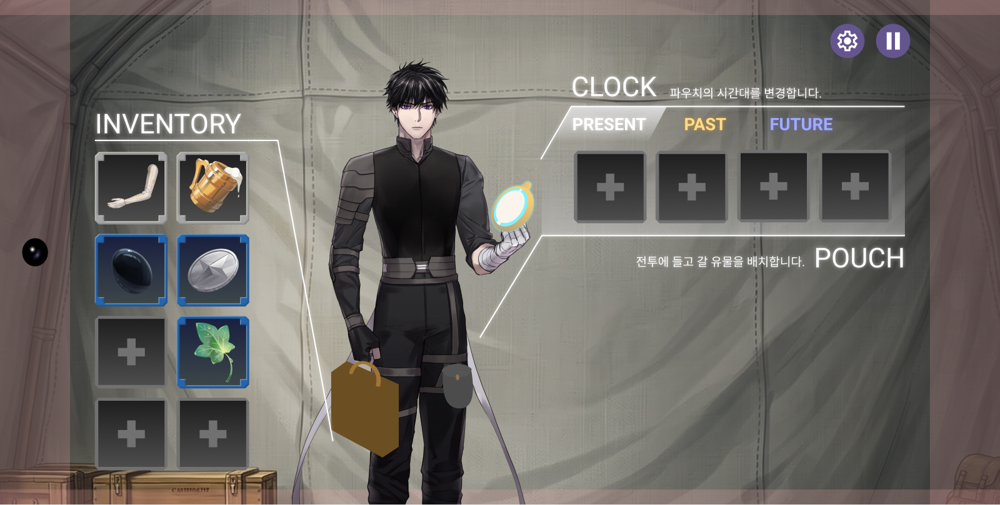 CLOCK 파우치의 시간대를 변경합니다.
INVENTORY
PRESENT PAST FUTURE
전투에 들고 갈 유물을 배치합니다. POUCH